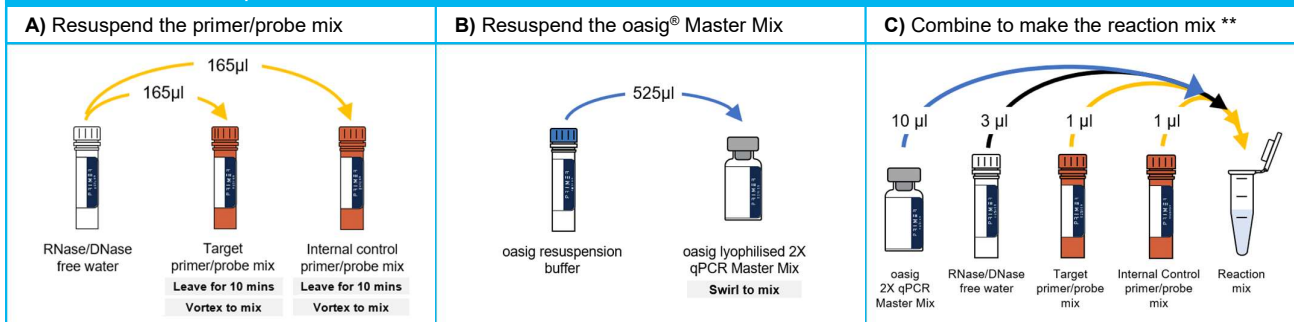 A) Resuspend the primer/probe mix
165µl
165µl
RNase/DNase
free water
Target
primer/probe mix
Leave for 10 mins
Vortex to mix
Internal control
primer/probe mix
Leave for 10 mins
Vortex to mix
B) Resuspend the oasig® Master Mix
525µl
oasig resuspension
buffer
oasig lyophilised 2X
qPCR Master Mix
Swirl to mix
C) Combine to make the reaction mix **
10 µl
3 µl
1 µl
1 µl
oasig
2X qPCR
Master Mix
RNase/DNase
free water
Target
primer/probe
mix
Internal Control
primer/probe
mix
Reaction
mix